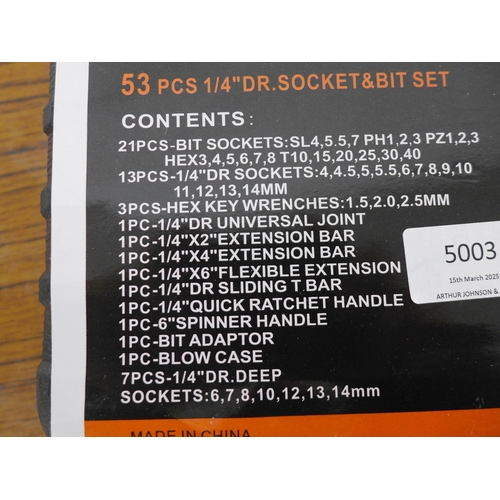 53 PCS 1/4"DR.SOCKET&BIT SET
CONTENTS:
21PCS-BIT SOCKETS:SL4,5.5,7 PH1,2,3 PZ1,2,3
HEX3,4,5,6,7,8 T10,15,20,25,30,40
13PCS-1/4"DR SOCKETS:4,4.5,5,5.5,6,7,8,9,10
11,12,13,14MM
3PCS-HEX KEY WRENCHES:1.5,2.0,2.5MM
1PC-1/4"DR UNIVERSAL JOINT
1PC-1/4"X2"EXTENSION BAR
1PC-1/4"X4"EXTENSION BAR
1PC-1/4"X6"FLEXIBLE EXTENSION
1PC-1/4"DR SLIDING T.BAR
1PC-1/4"QUICK RATCHET HANDLE
1PC-6"SPINNER HANDLE
1PC-BIT ADAPTOR
1PC-BLOW CASE
7PCS-1/4"DR.DEEP
SOCKETS:6,7,8,10,12,13,14mm
MADE IN CHINA
5003
15th March 2025
ARTHUR JOHNSON &